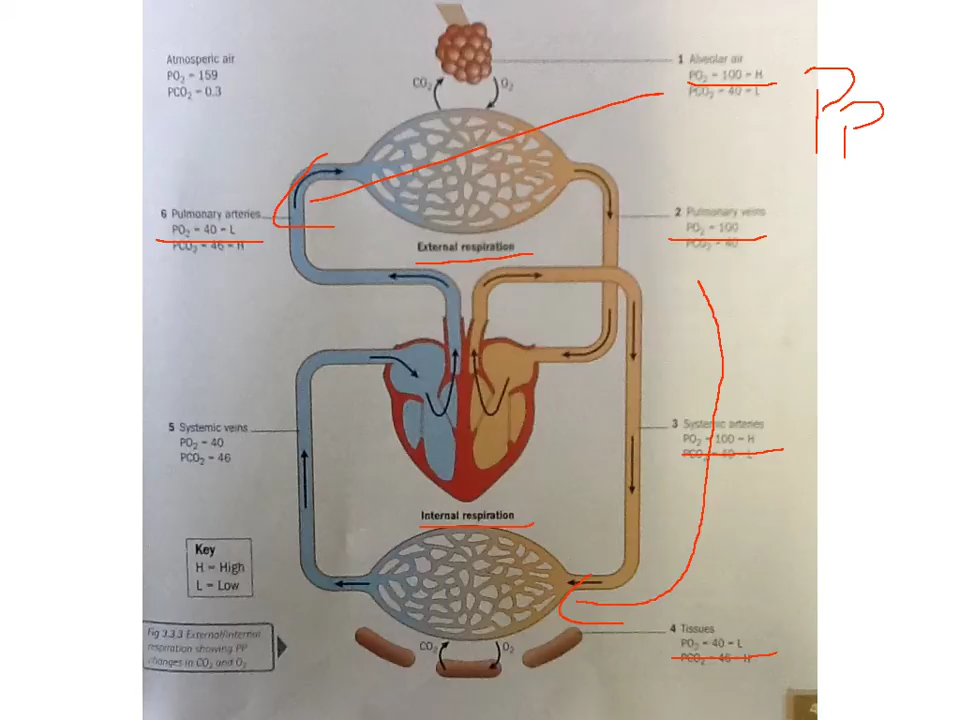 Atmosperic air
PO₂ = 159
PCO₂ = 0.3
CO₂
O₂
1 Alveolar air
PO₂ = 100 = H
PCO₂ = 40 = L
PP
6 Pulmonary arteries
PO₂ = 40 = L
PCO₂ = 46 = H
2 Pulmonary veins
PO₂ = 100
PCO₂ = 40
External respiration
5 Systemic veins
PO₂ = 40
PCO₂ = 46
3 Systemic arteries
PO₂ = 100 = H
PCO₂ = 40 = L
Internal respiration
Key
H = High
L = Low
Fig 3.3.3 External/internal
respiration showing PP
changes in CO₂ and O₂
CO₂
O₂
4 Tissues
PO₂ = 40 = L
PCO₂ = 46 = H